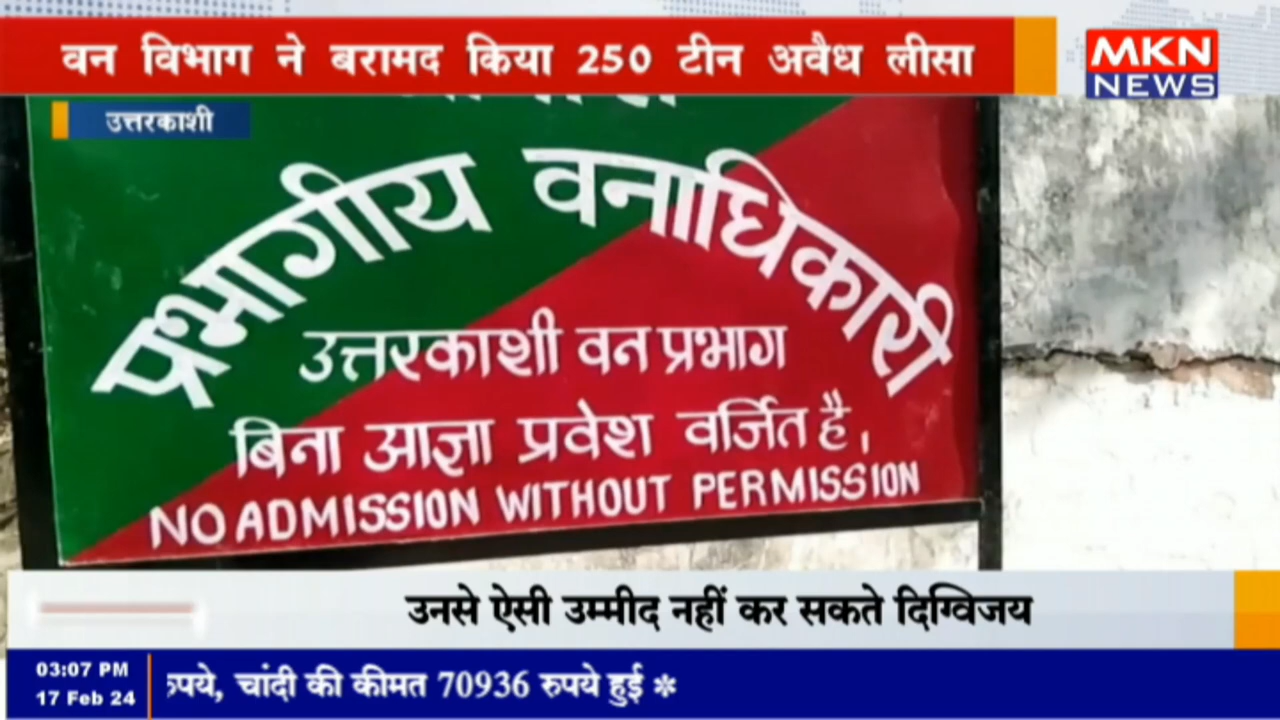 वन विभाग ने बरामद किया 250 टीन अवैध लीसा
MKN
NEWS
उत्तरकाशी
प्रभागीय वनाधिकारी
उत्तरकाशी वन प्रभाग
बिना आज्ञा प्रवेश वर्जित है।
NO ADMISSION WITHOUT PERMISSION
उनसे ऐसी उम्मीद नहीं कर सकते दिग्विजय
03:07 PM
17 Feb 24
रुपये, चांदी की कीमत 70936 रुपये हुई *